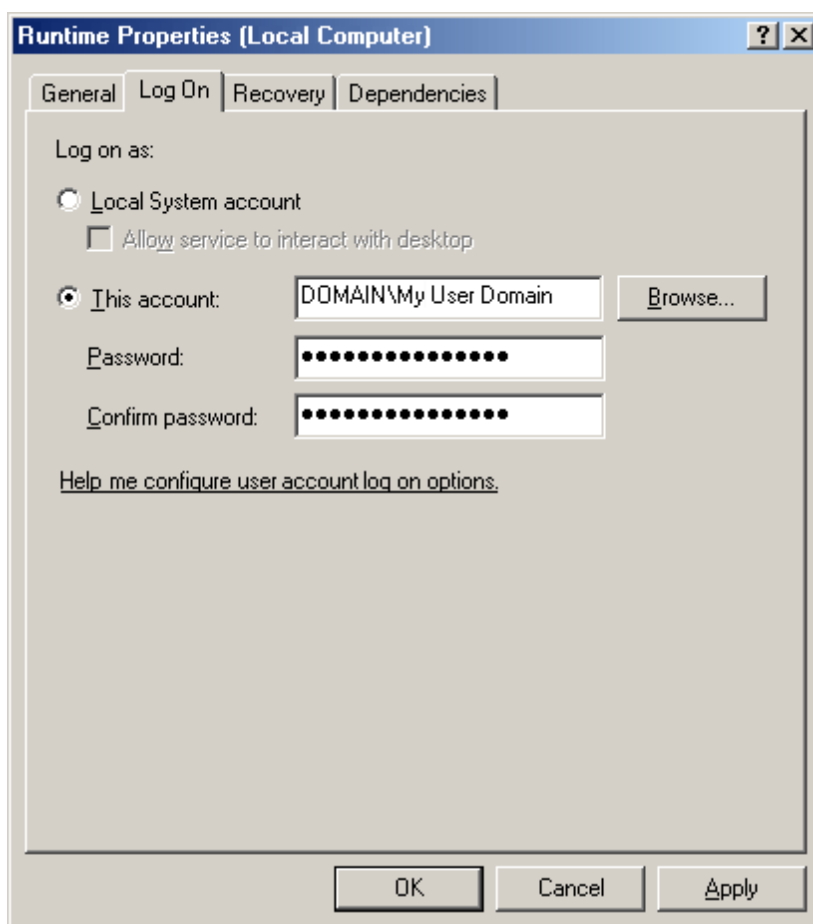 Runtime Properties (Local Computer)
General Log On Recovery Dependencies
Log on as:
Local System account
Allow service to interact with desktop
This account: DOMAIN\My User Domain Browse...
Password: ●●●●●●●●●●●●●●●
Confirm password: ●●●●●●●●●●●●●●●
Help me configure user account log on options.
OK Cancel Apply